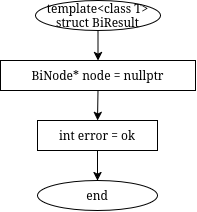 template<class T>
struct BiResult
BiNode* node = nullptr
int error = ok
end